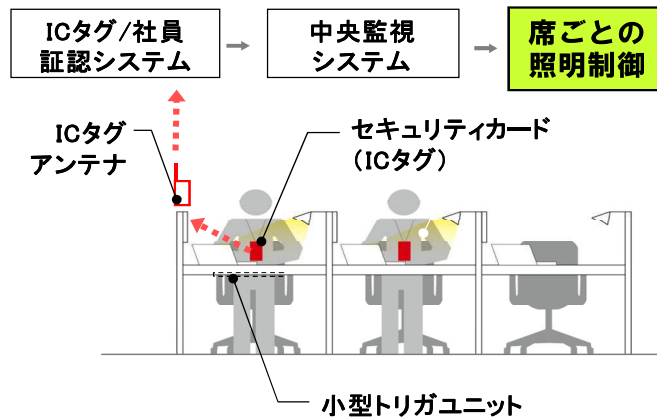 ICタグ/社員
証認システム
中央監視
システム
席ごとの
照明制御
ICタグ
アンテナ
セキュリティカード
(ICタグ)
小型トリガユニット